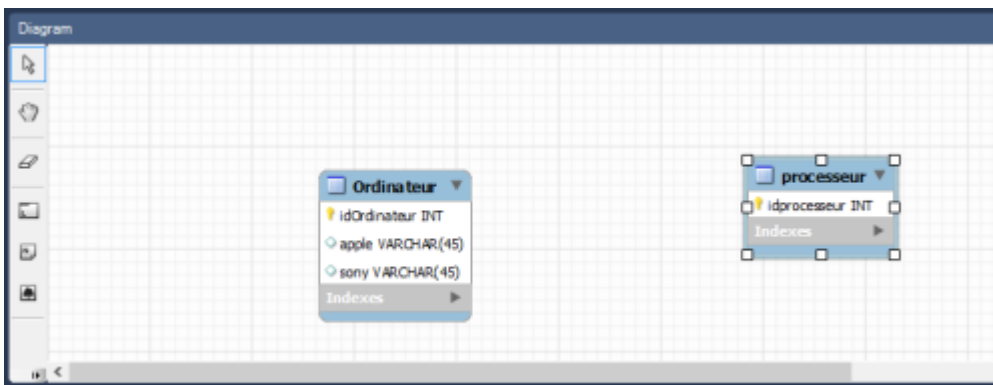 Diagram
Ordinateur
idOrdinateur INT
apple VARCHAR(45)
sony VARCHAR(45)
Indexes
processeur
idprocesseur INT
Indexes